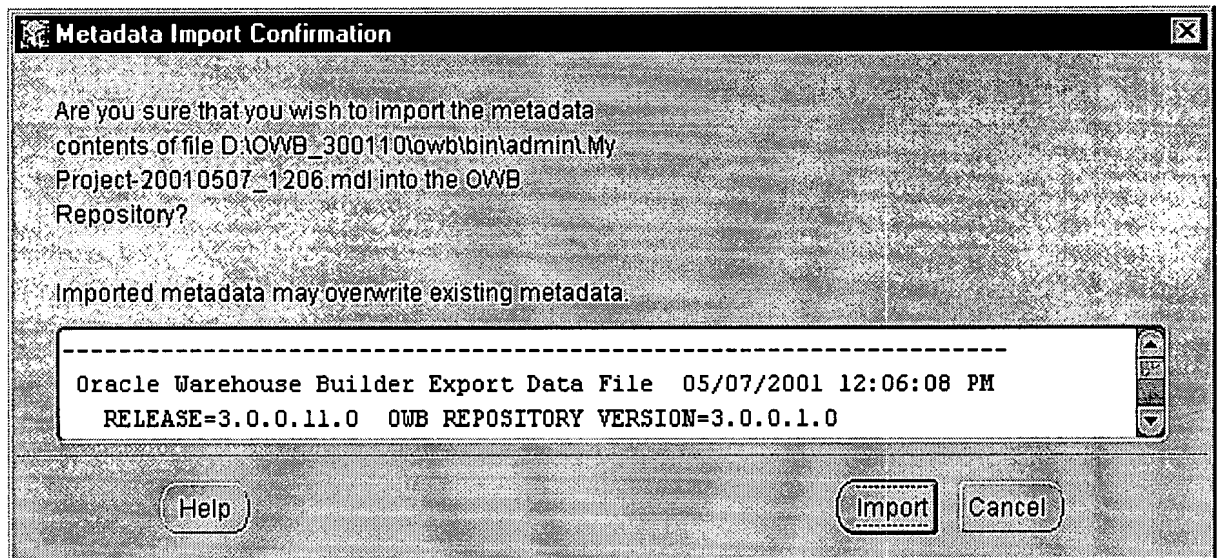 Metadata Import Confirmation
Are you sure that you wish to import the metadata
contents of file D:\OWB_300110\owb\bin\admin\.My
Project-20010507_1206.mdl into the OWB
Repository?
Imported metadata may overwrite existing metadata.
--------------------------------------------------------------------------
Oracle Warehouse Builder Export Data File 05/07/2001 12:06:08 PM
RELEASE=3.0.0.11.0 OWB REPOSITORY VERSION=3.0.0.1.0
Help Import Cancel